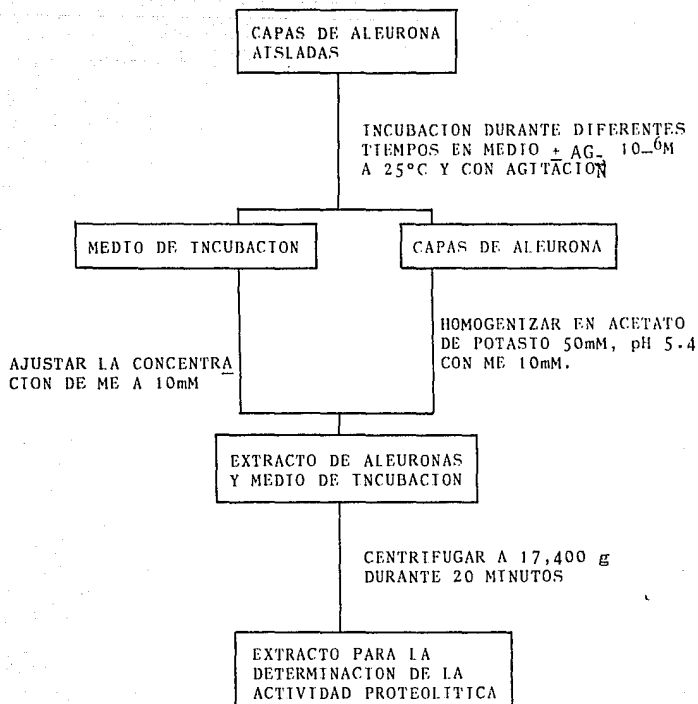 CAPAS DE ALEURONA
AISLADAS
INCUBACION DURANTE DIFERENTES
TIEMPOS EN MEDIO ± AG- 10-6M
A 25°C Y CON AGITACION
MEDIO DE INCUBACION
CAPAS DE ALEURONA
HOMOGENIZAR EN ACETATO
DE POTASIO 50mM, pH 5.4
CON ME 10mM.
AJUSTAR LA CONCENTRA
CION DE ME A 10mM
EXTRACTO DE ALEURONAS
Y MEDIO DE INCUBACION
CENTRIFUGAR A 17,400 g
DURANTE 20 MINUTOS
EXTRACTO PARA LA
DETERMINACION DE LA
ACTIVIDAD PROTEOLITICA